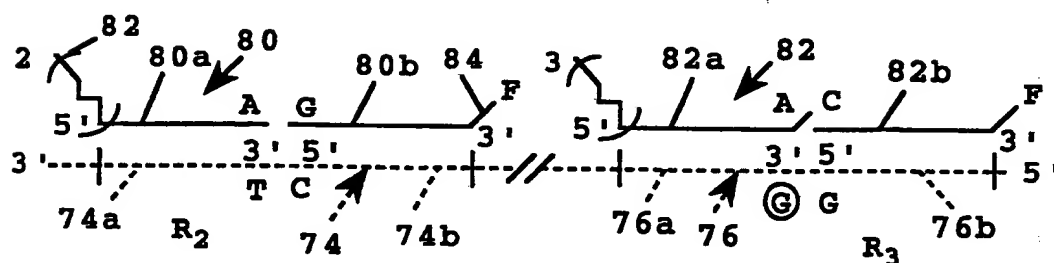 2 82 80a 80 80b 84 F 3 82a 82 82b F
5' A G 3' 5' A C 3'
3' 3' 5' 3' 5' 5'
T C G G
74a R2 74 74b 76a 76 R3 76b